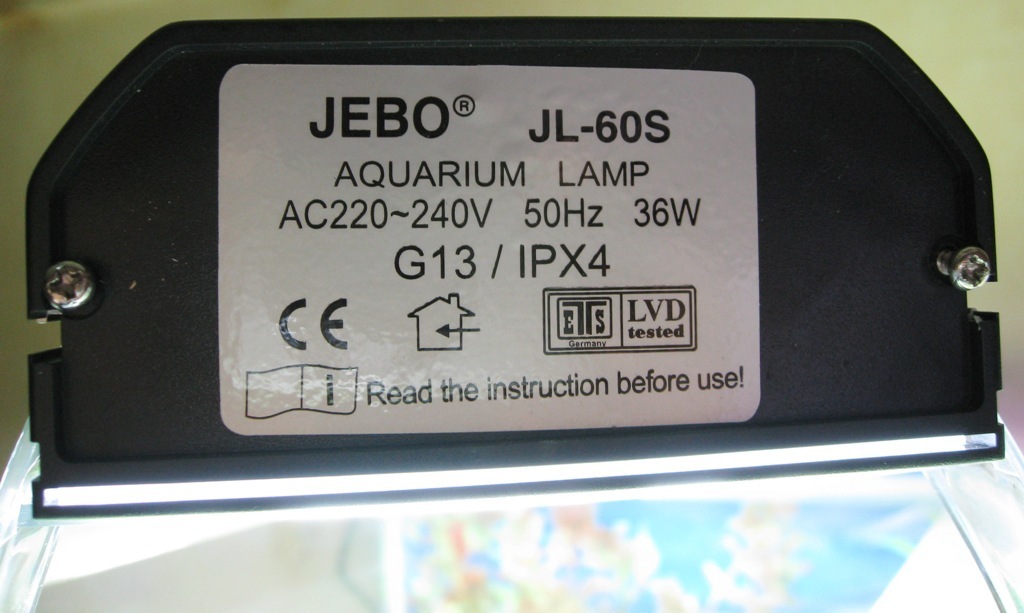 JEBO® JL-60S
AQUARIUM LAMP
AC220~240V 50Hz 36W
G13 / IPX4
CE
ETS Germany LVD tested
i Read the instruction before use!